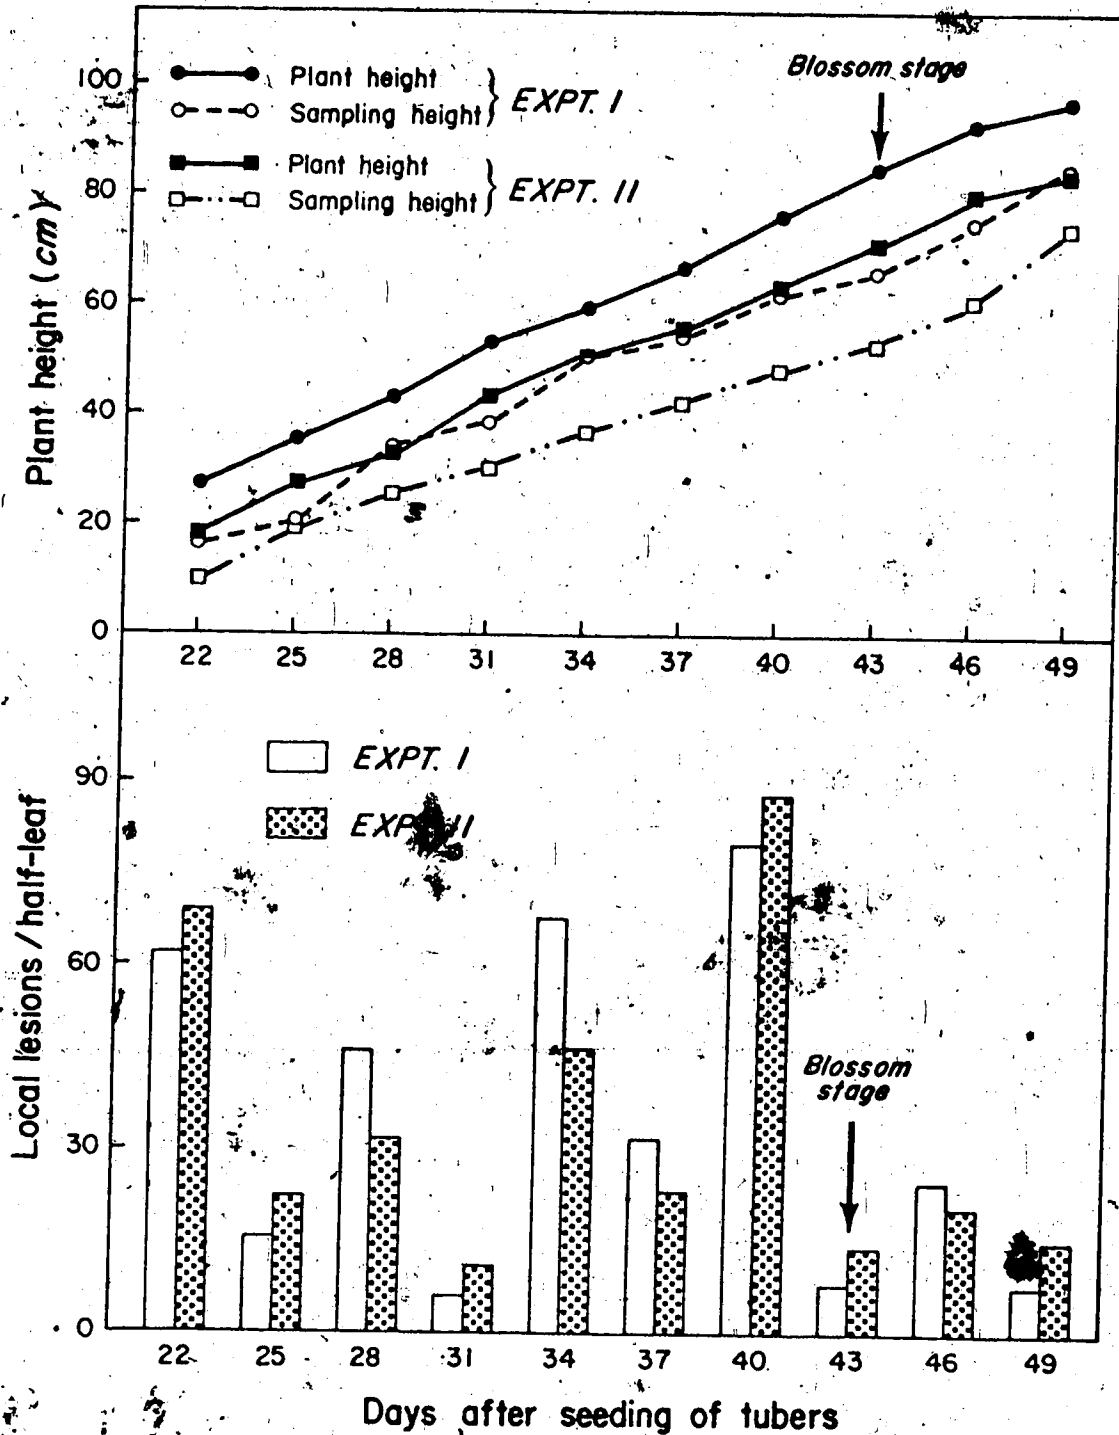 Blossom stage
Plant height
Sampling height
EXPT. I
Plant height
Sampling height
EXPT. II
Plant height (cm)
100
80
60
40
20
0
22 25 28 31 34 37 40 43 46 49
EXPT. I
EXPT. II
Local lesions / half-leaf
90
60
30
0
Blossom
stage
22 25 28 31 34 37 40 43 46 49
Days after seeding of tubers